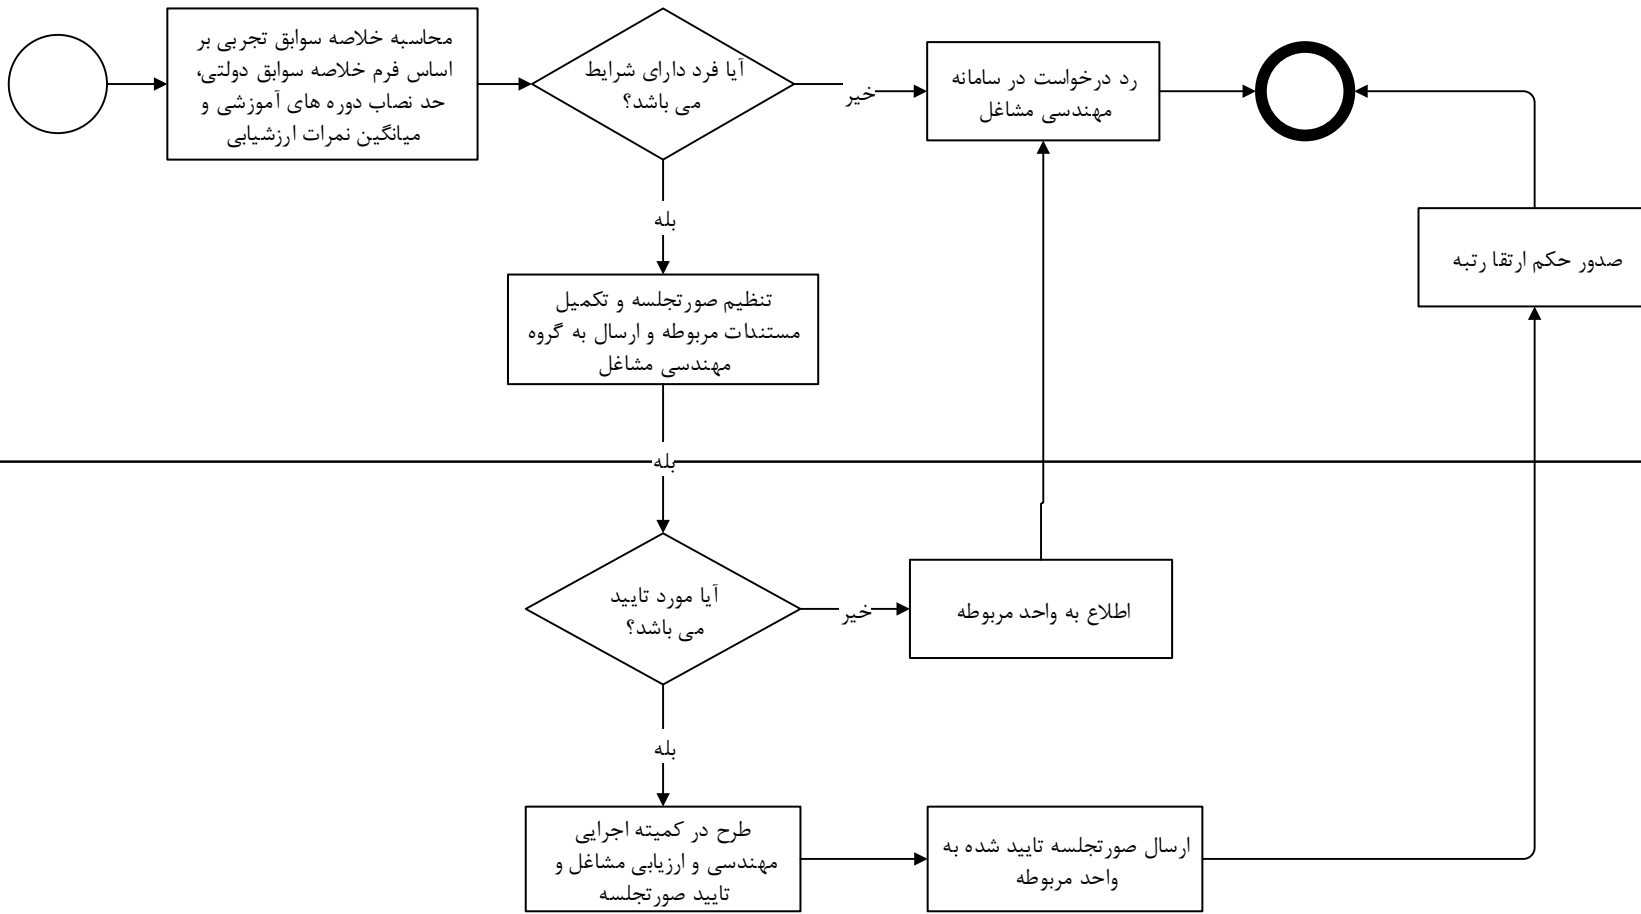 محاسبه خلاصه سوابق تجربی بر
اساس فرم خلاصه سوابق دولتی،
حد نصاب دوره های آموزشی و
میانگین نمرات ارزشیابی
آیا فرد دارای شرایط
می باشد؟
خیر
رد درخواست در سامانه
مهندسی مشاغل
بله
صدور حکم ارتقا رتبه
تنظیم صورتجلسه و تکمیل
مستندات مربوطه و ارسال به گروه
مهندسی مشاغل
بله
آیا مورد تایید
می باشد؟
خیر
اطلاع به واحد مربوطه
بله
طرح در کمیته اجرایی
مهندسی و ارزیابی مشاغل و
تایید صورتجلسه
ارسال صورتجلسه تایید شده به
واحد مربوطه